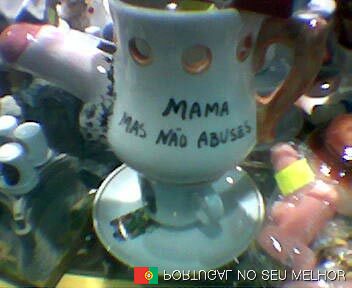 MAMA
MAS NÃO ABUSES
PORTUGAL NO SEU MELHOR